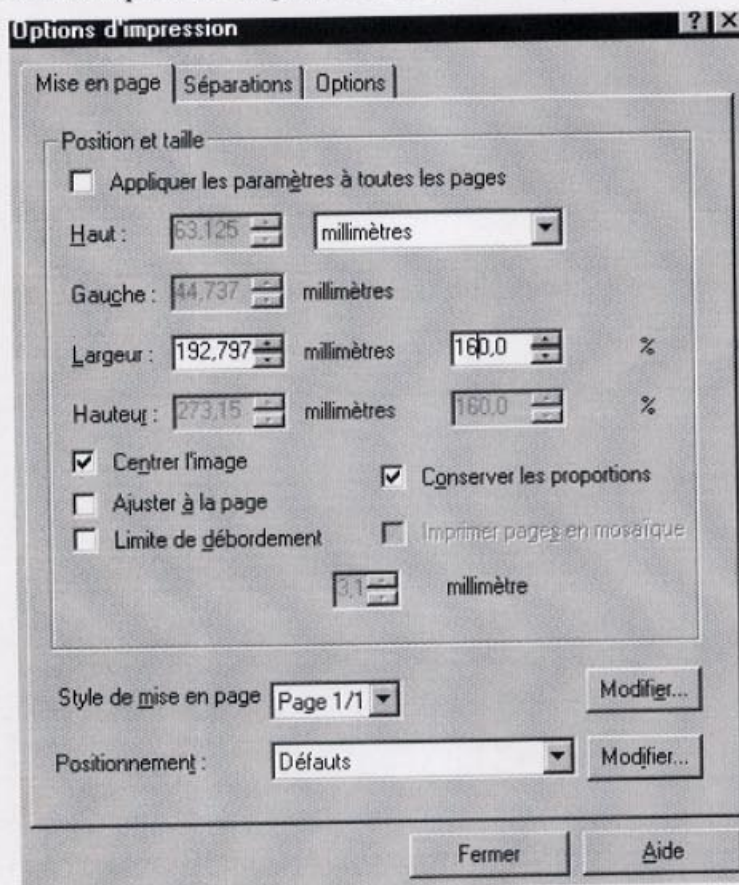 Options d'impression
Mise en page Séparations Options
Position et taille
Appliquer les paramètres à toutes les pages
Haut : 63,125 millimètres
Gauche : 44,737 millimètres
Largeur : 192,797 millimètres 160,0 %
Hauteur : 273,15 millimètres 160,0 %
Centrer l'image
Conserver les proportions
Ajuster à la page
Limite de débordement
Imprimer pages en mosaïque
3,1 millimètre
Style de mise en page Page 1/1 Modifier...
Positionnement : Défauts Modifier...
Fermer Aide